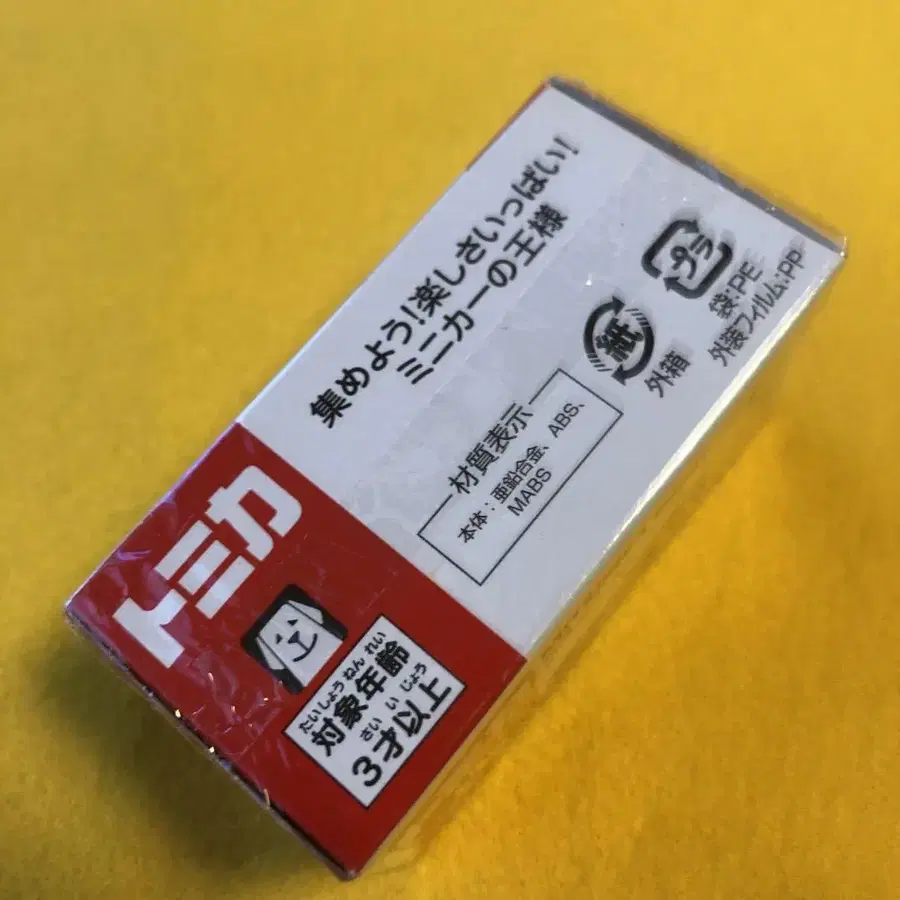 集めよう!楽しさいっぱい!
ミニカーの王様
プラ
紙
袋:PE
外装フィルム:PP
外箱
材質表示
本体:亜鉛合金、ABS、
MABS
トミカ
たいしょうねんれい
対象年齢
さいいじょう
3才以上